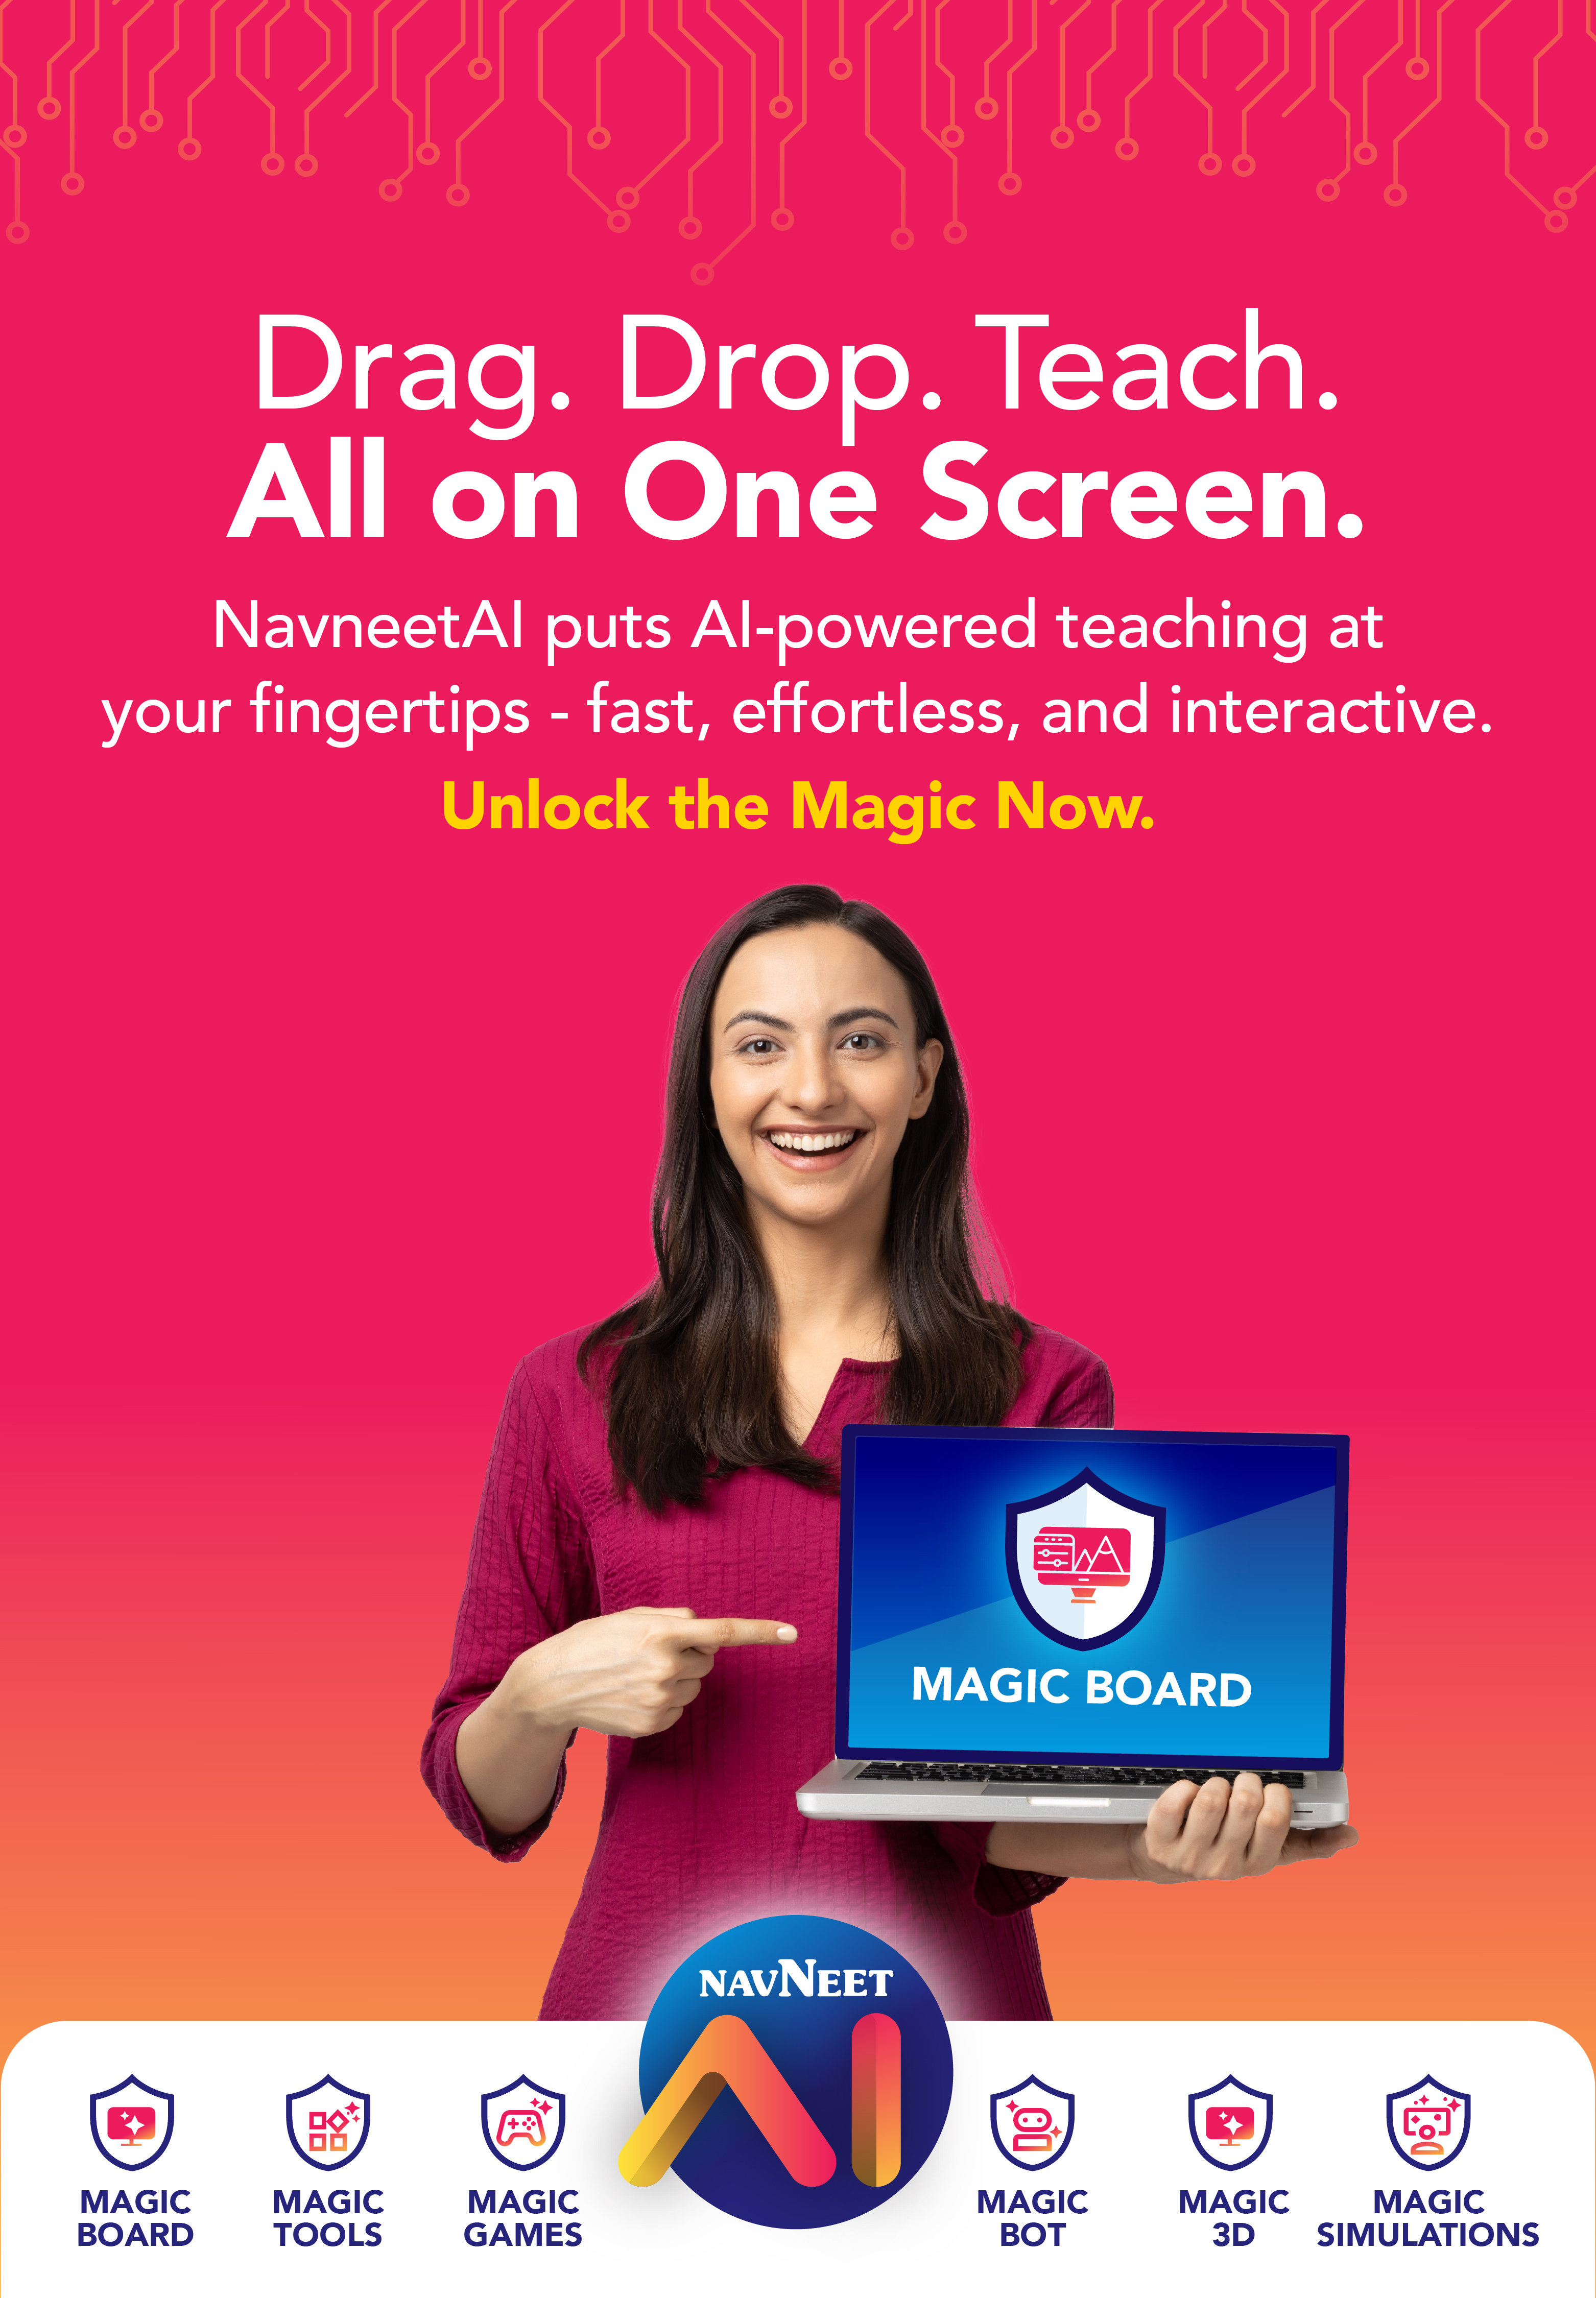 Drag. Drop. Teach.
All on One Screen.
NavneetAI puts AI-powered teaching at
your fingertips - fast, effortless, and interactive.
Unlock the Magic Now.
MAGIC BOARD
NAVNEET
AI
MAGIC
BOARD
MAGIC
TOOLS
MAGIC
GAMES
MAGIC
BOT
MAGIC
3D
MAGIC
SIMULATIONS